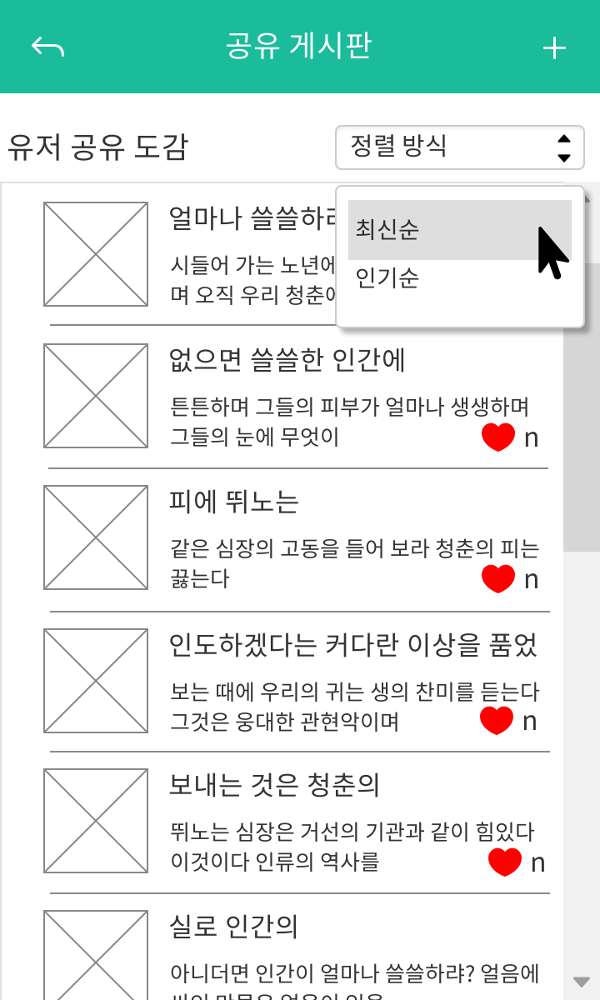 공유 게시판
유저 공유 도감
정렬 방식
최신순
인기순
얼마나 쓸쓸하
시들어 가는 노년에
며 오직 우리 청춘에
없으면 쓸쓸한 인간에
튼튼하며 그들의 피부가 얼마나 생생하며
그들의 눈에 무엇이
n
피에 뛰노는
같은 심장의 고동을 들어 보라 청춘의 피는
끓는다
n
인도하겠다는 커다란 이상을 품었
보는 때에 우리의 귀는 생의 찬미를 듣는다
그것은 웅대한 관현악이며
n
보내는 것은 청춘의
뛰노는 심장은 거선의 기관과 같이 힘있다
이것이다 인류의 역사를
n
실로 인간의
아니더면 인간이 얼마나 쓸쓸하랴? 얼음에